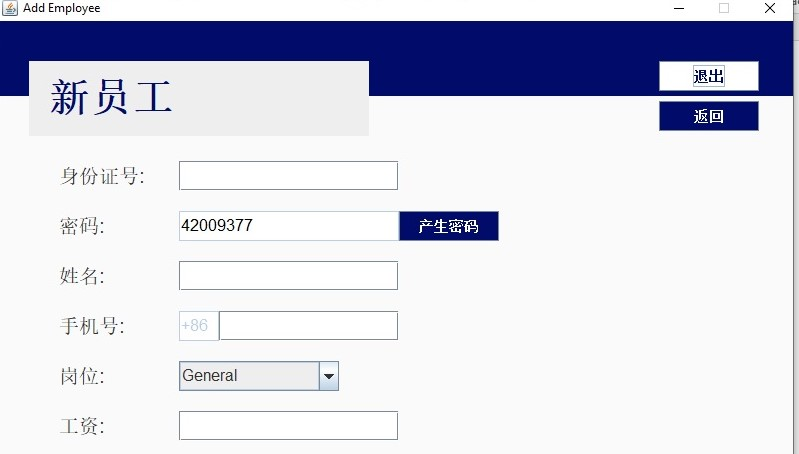 Add Employee
新员工
退出
返回
身份证号:
密码: 42009377 产生密码
姓名:
手机号: +86
岗位: General
工资: